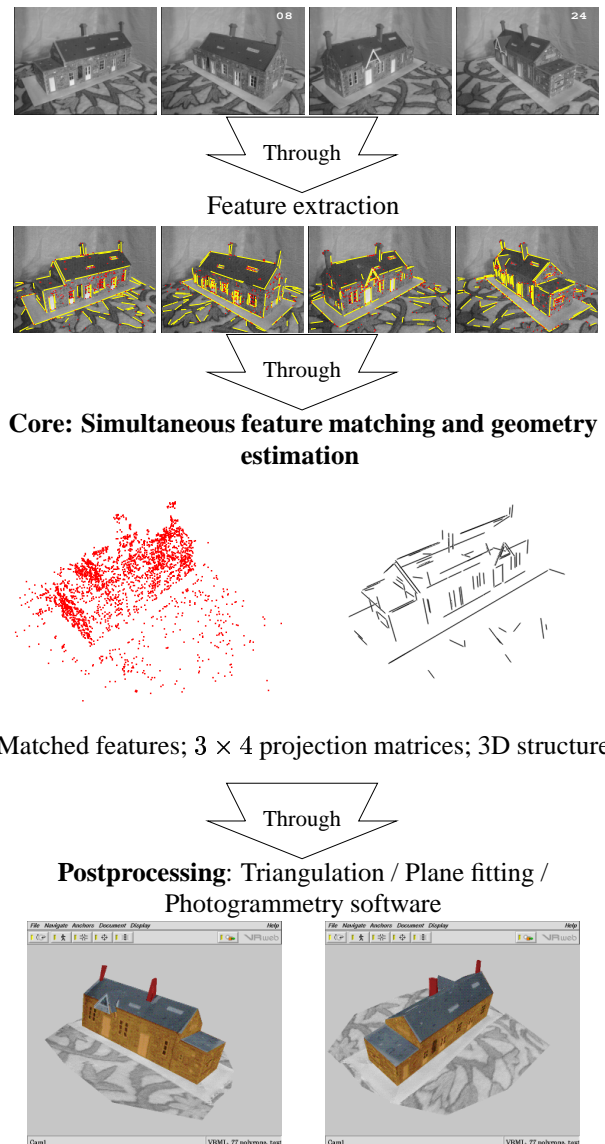 08
24
Through
Feature extraction
Through
Core: Simultaneous feature matching and geometry
estimation
Matched features; 3 × 4 projection matrices; 3D structure
Through
Postprocessing: Triangulation / Plane fitting /
Photogrammetry software
File Navigate Anchors Document Display Help
VRweb
File Navigate Anchors Document Display Help
VRweb
Cam1 VRML: 77 polygons, text
Cam1 VRML: 77 polygons, text